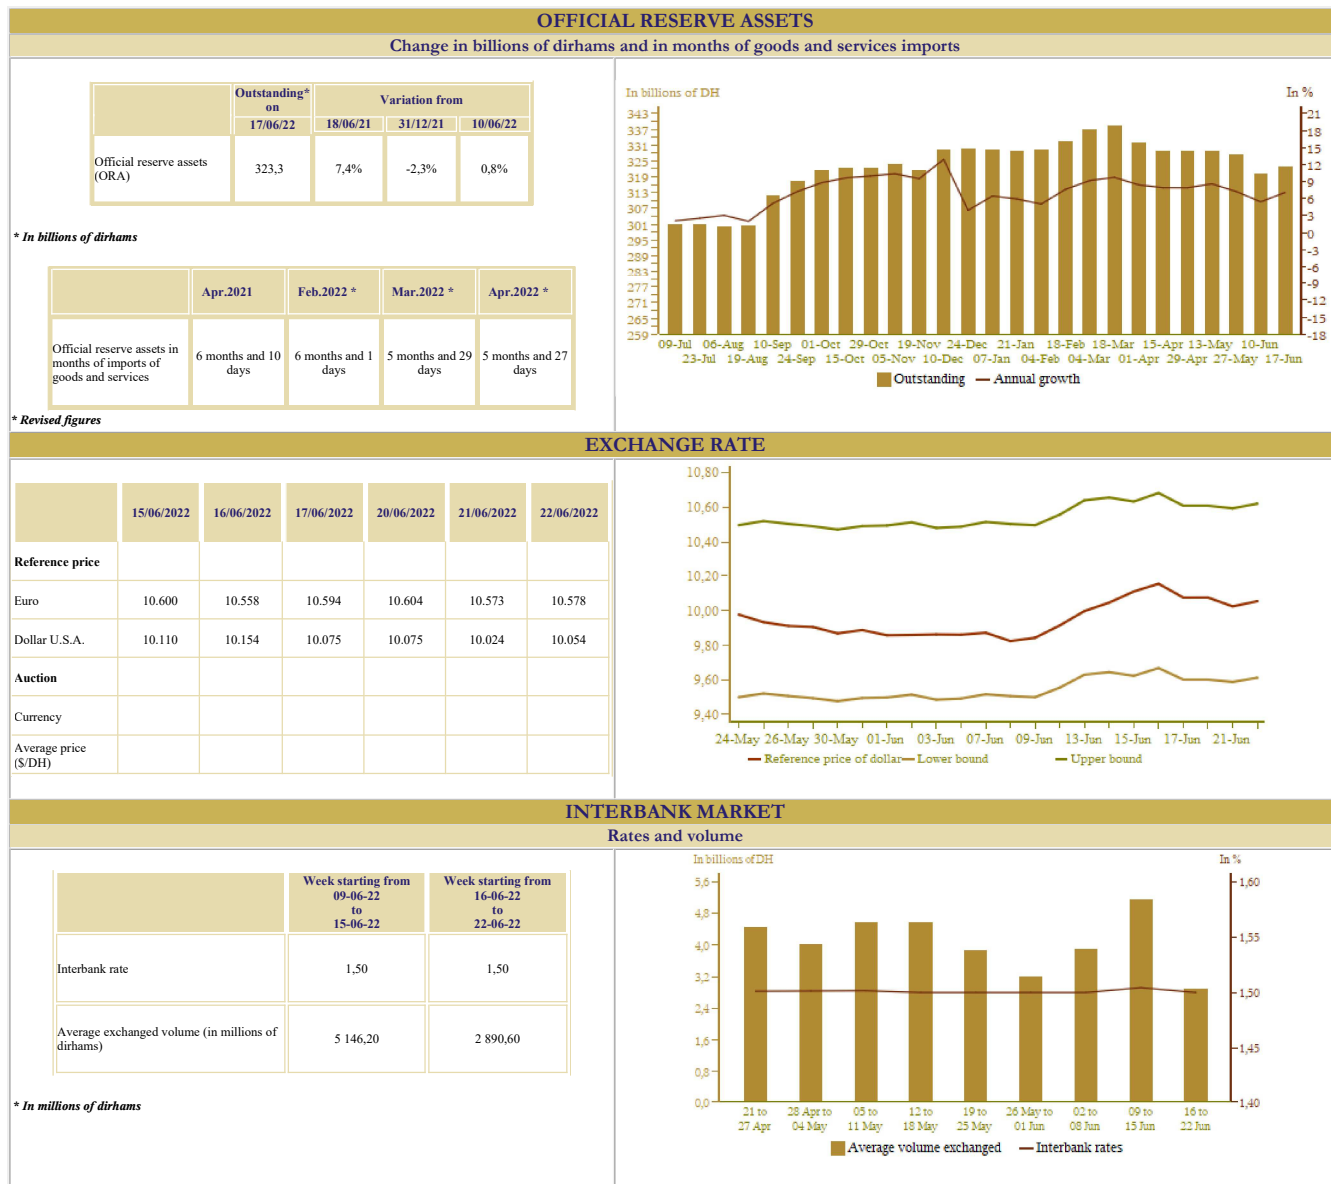 OFFICIAL RESERVE ASSETS
Change in billions of dirhams and in months of goods and services imports
Outstanding*
on
Variation from
17/06/22 18/06/21 31/12/21 10/06/22
Official reserve assets
(ORA)
323,3 7,4% -2,3% 0,8%
* In billions of dirhams
Apr.2021 Feb.2022 * Mar.2022 * Apr.2022 *
Official reserve assets in
months of imports of
goods and services
6 months and 10
days
6 months and 1
days
5 months and 29
days
5 months and 27
days
* Revised figures
In billions of DH
In %
343
337
331
325
319
313
307
301
295
289
283
277
271
265
259
21
18
15
12
9
6
3
0
-3
-6
-9
-12
-15
-18
09-Jul 06-Aug 10-Sep 01-Oct 29-Oct 19-Nov 24-Dec 21-Jan 18-Feb 18-Mar 15-Apr 13-May 10-Jun
23-Jul 19-Aug 24-Sep 15-Oct 05-Nov 10-Dec 07-Jan 04-Feb 04-Mar 01-Apr 29-Apr 27-May 17-Jun
Outstanding Annual growth
EXCHANGE RATE
15/06/2022 16/06/2022 17/06/2022 20/06/2022 21/06/2022 22/06/2022
Reference price
Euro 10.600 10.558 10.594 10.604 10.573 10.578
Dollar U.S.A. 10.110 10.154 10.075 10.075 10.024 10.054
Auction
Currency
Average price
($/DH)
10,80
10,60
10,40
10,20
10,00
9,80
9,60
9,40
24-May 26-May 30-May 01-Jun 03-Jun 07-Jun 09-Jun 13-Jun 15-Jun 17-Jun 21-Jun
Reference price of dollar Lower bound Upper bound
INTERBANK MARKET
Rates and volume
Week starting from
09-06-22
to
15-06-22
Week starting from
16-06-22
to
22-06-22
Interbank rate 1,50 1,50
Average exchanged volume (in millions of
dirhams)
5 146,20 2 890,60
* In millions of dirhams
In billions of DH
In %
5,6
4,8
4,0
3,2
2,4
1,6
0,8
0,0
1,60
1,55
1,50
1,45
1,40
21 to 28 Apr to 05 to 12 to 19 to 26 May to 02 to 09 to 16 to
27 Apr 04 May 11 May 18 May 25 May 01 Jun 08 Jun 15 Jun 22 Jun
Average volume exchanged Interbank rates